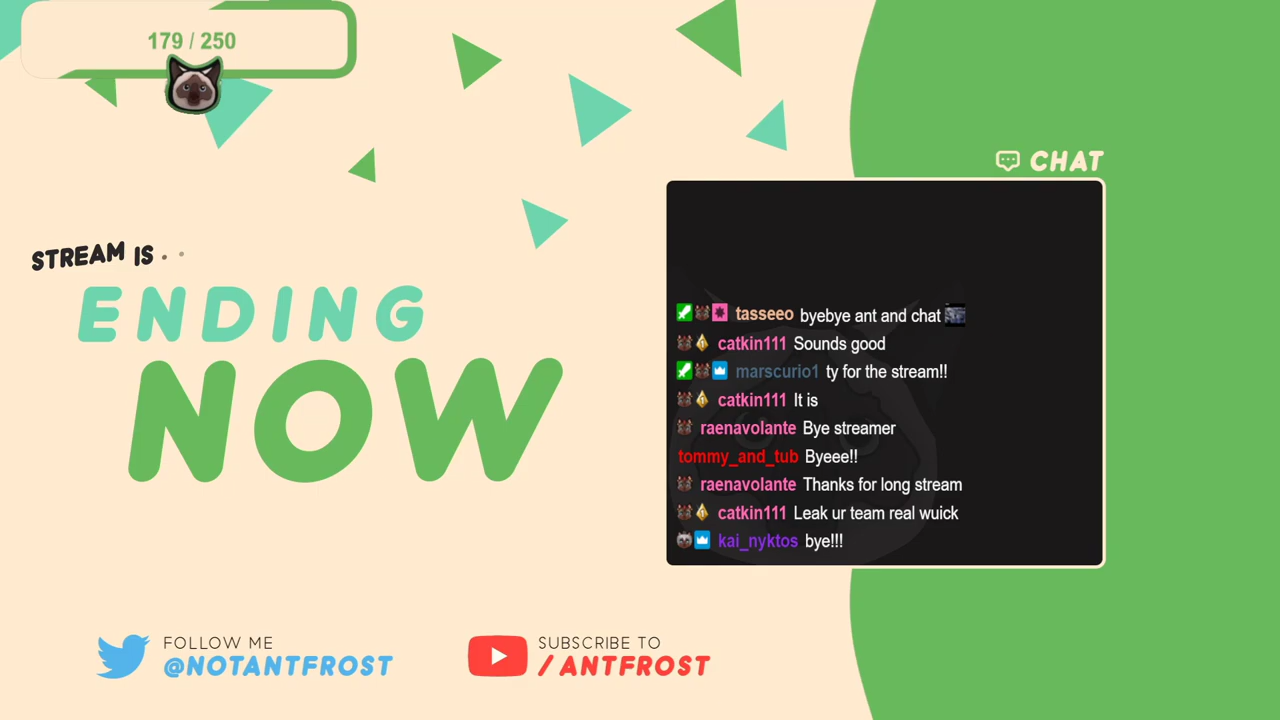 179 / 250
CHAT
STREAM IS . .
ENDING
NOW
tasseeo byebye ant and chat
catkin111 Sounds good
marscurio1 ty for the stream!!
catkin111 It is
raenavolante Bye streamer
tommy_and_tub Byeee!!
raenavolante Thanks for long stream
catkin111 Leak ur team real wuick
kai_nyktos bye!!!
FOLLOW ME
@NOTANTFROST
SUBSCRIBE TO
/ANTFROST